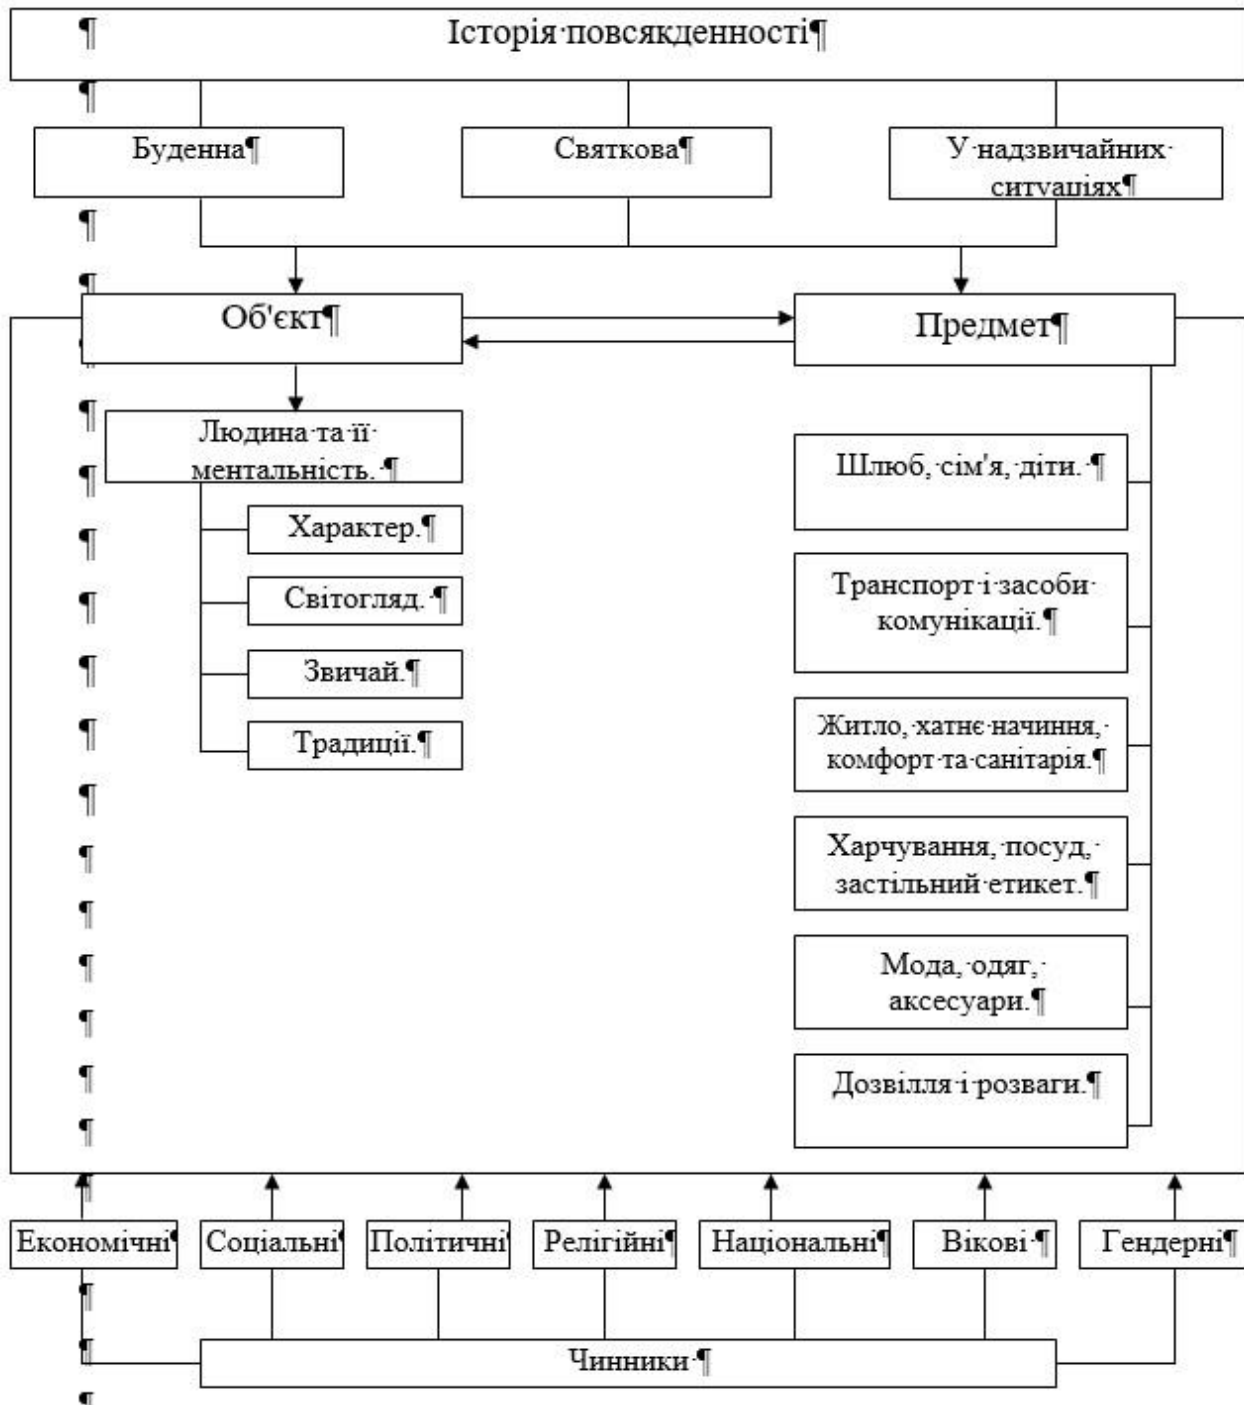 Історія повсякденності
Буденна
Святкова
У надзвичайних
ситуаціях
Об'єкт
Предмет
Людина та її
ментальність.
Характер.
Світогляд.
Звичай.
Традиції.
Шлюб, сім'я, діти.
Транспорт і засоби
комунікації.
Житло, хатнє начиння,
комфорт та санітарія.
Харчування, посуд,
застільний етикет.
Мода, одяг,
аксесуари.
Дозвілля і розваги.
Економічні
Соціальні
Політичні
Релігійні
Національні
Вікові
Гендерні
Чинники